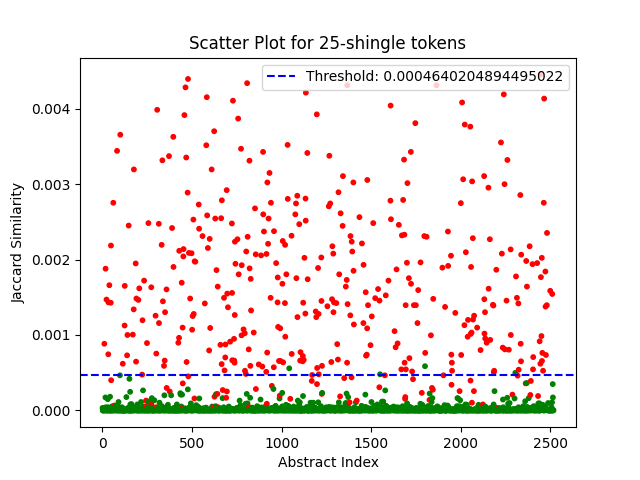 Scatter Plot for 25-shingle tokens
Threshold: 0.0004640204894495022
0.004
0.003
0.002
0.001
0.000
Jaccard Similarity
0 500 1000 1500 2000 2500
Abstract Index